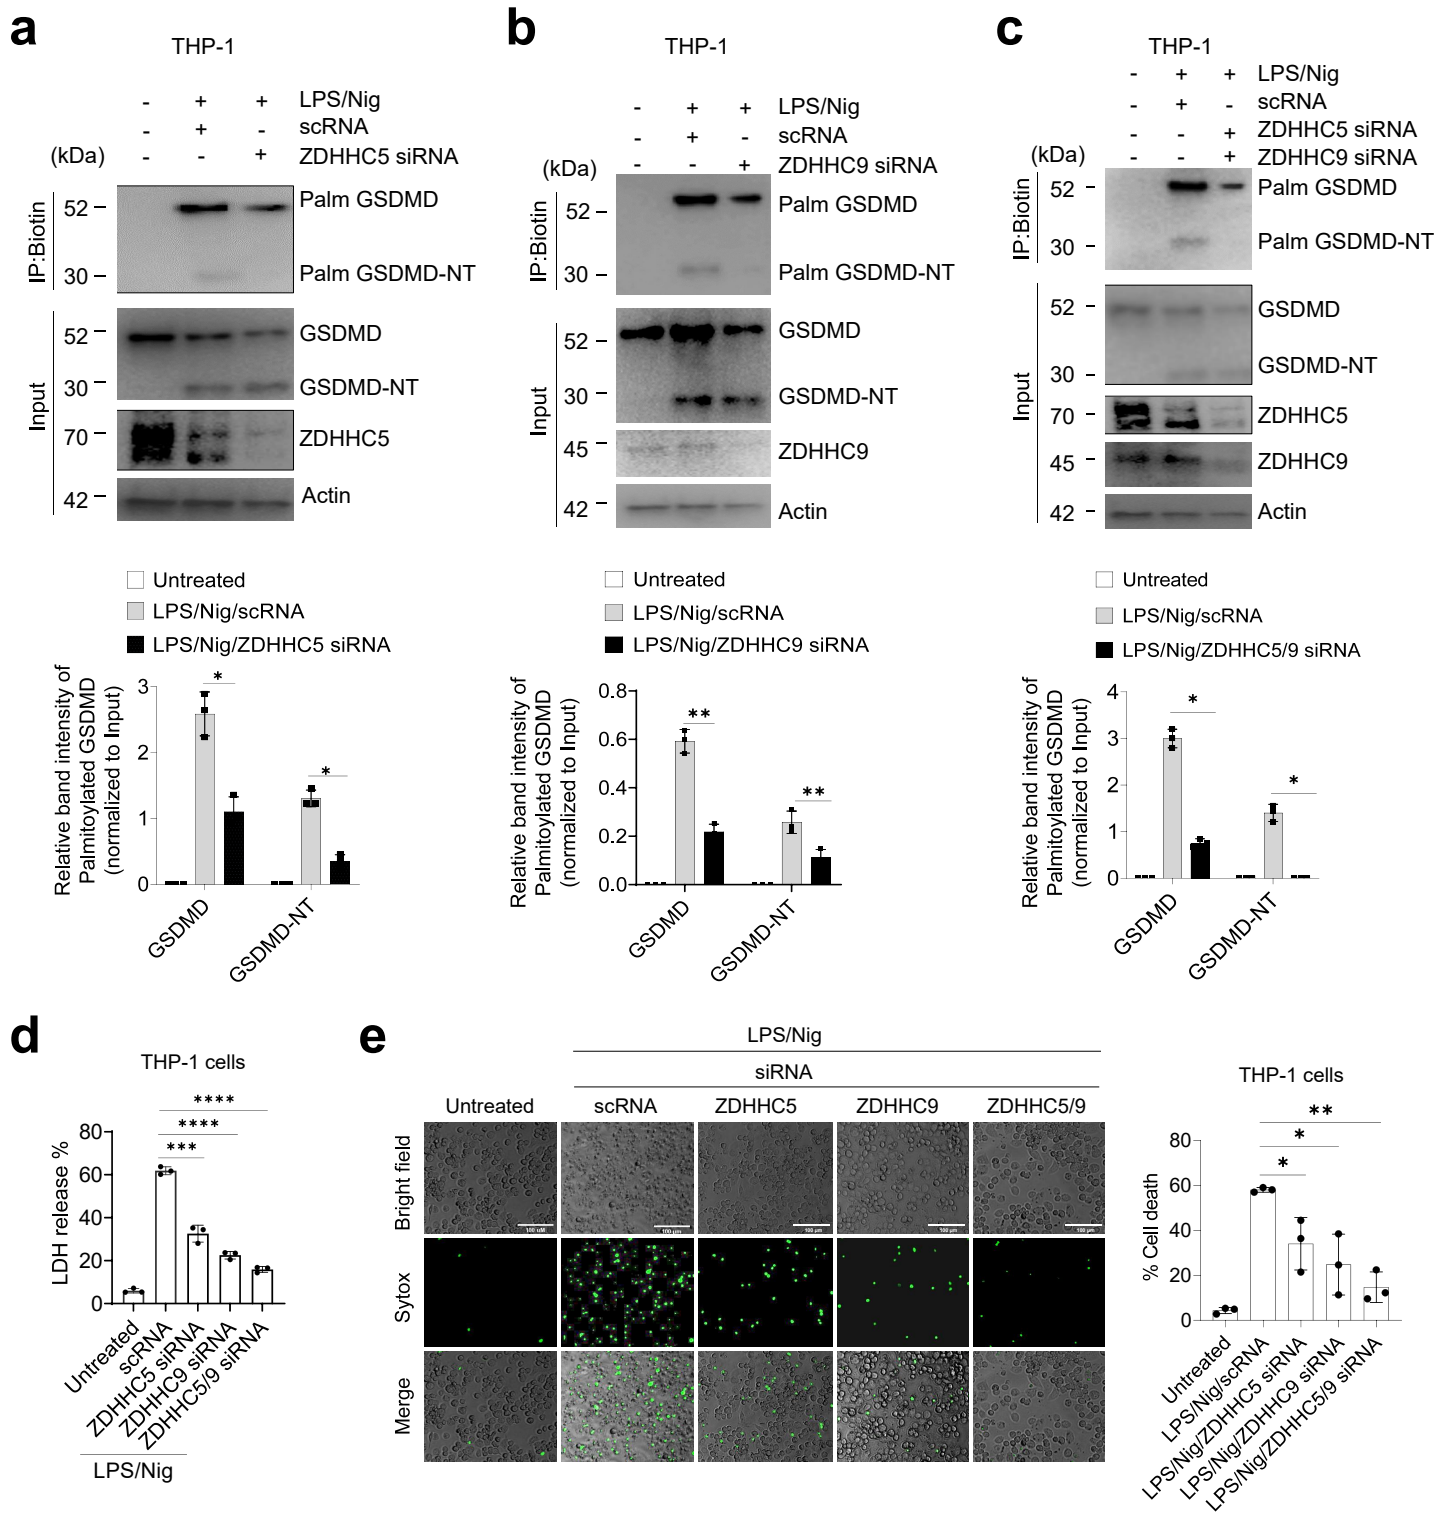 a
THP-1
- + + LPS/Nig
- + - scRNA
- - + ZDHHC5 siRNA
(kDa)
IP:Biotin
52
Palm GSDMD
30
Palm GSDMD-NT
Input
52
GSDMD
30
GSDMD-NT
70
ZDHHC5
42
Actin
Untreated
LPS/Nig/scRNA
LPS/Nig/ZDHHC5 siRNA
Relative band intensity of
Palmitoylated GSDMD
(normalized to Input)
3
2
1
0
*
*
GSDMD
GSDMD-NT
b
THP-1
- + + LPS/Nig
- + - scRNA
- - + ZDHHC9 siRNA
(kDa)
IP:Biotin
52
Palm GSDMD
30
Palm GSDMD-NT
Input
52
GSDMD
30
GSDMD-NT
45
ZDHHC9
42
Actin
Untreated
LPS/Nig/scRNA
LPS/Nig/ZDHHC9 siRNA
Relative band intensity of
Palmitoylated GSDMD
(normalized to Input)
0.8
0.6
0.4
0.2
0.0
**
**
GSDMD
GSDMD-NT
c
THP-1
- + + LPS/Nig
- + - scRNA
- - + ZDHHC5 siRNA
- - + ZDHHC9 siRNA
(kDa)
IP:Biotin
52
Palm GSDMD
30
Palm GSDMD-NT
Input
52
GSDMD
30
GSDMD-NT
70
ZDHHC5
45
ZDHHC9
42
Actin
Untreated
LPS/Nig/scRNA
LPS/Nig/ZDHHC5/9 siRNA
Relative band intensity of
Palmitoylated GSDMD
(normalized to Input)
4
3
2
1
0
*
*
GSDMD
GSDMD-NT
d
THP-1 cells
LDH release %
80
60
40
20
0
****
****
***
Untreated
scRNA
ZDHHC5 siRNA
ZDHHC9 siRNA
ZDHHC5/9 siRNA
LPS/Nig
e
LPS/Nig
siRNA
Untreated scRNA ZDHHC5 ZDHHC9 ZDHHC5/9
Bright field
100 uM
100 µm
100 µm
100 µm
100 µm
Sytox
Merge
THP-1 cells
% Cell death
80
60
40
20
0
**
*
*
Untreated
LPS/Nig/scRNA
LPS/Nig/ZDHHC5 siRNA
LPS/Nig/ZDHHC9 siRNA
LPS/Nig/ZDHHC5/9 siRNA